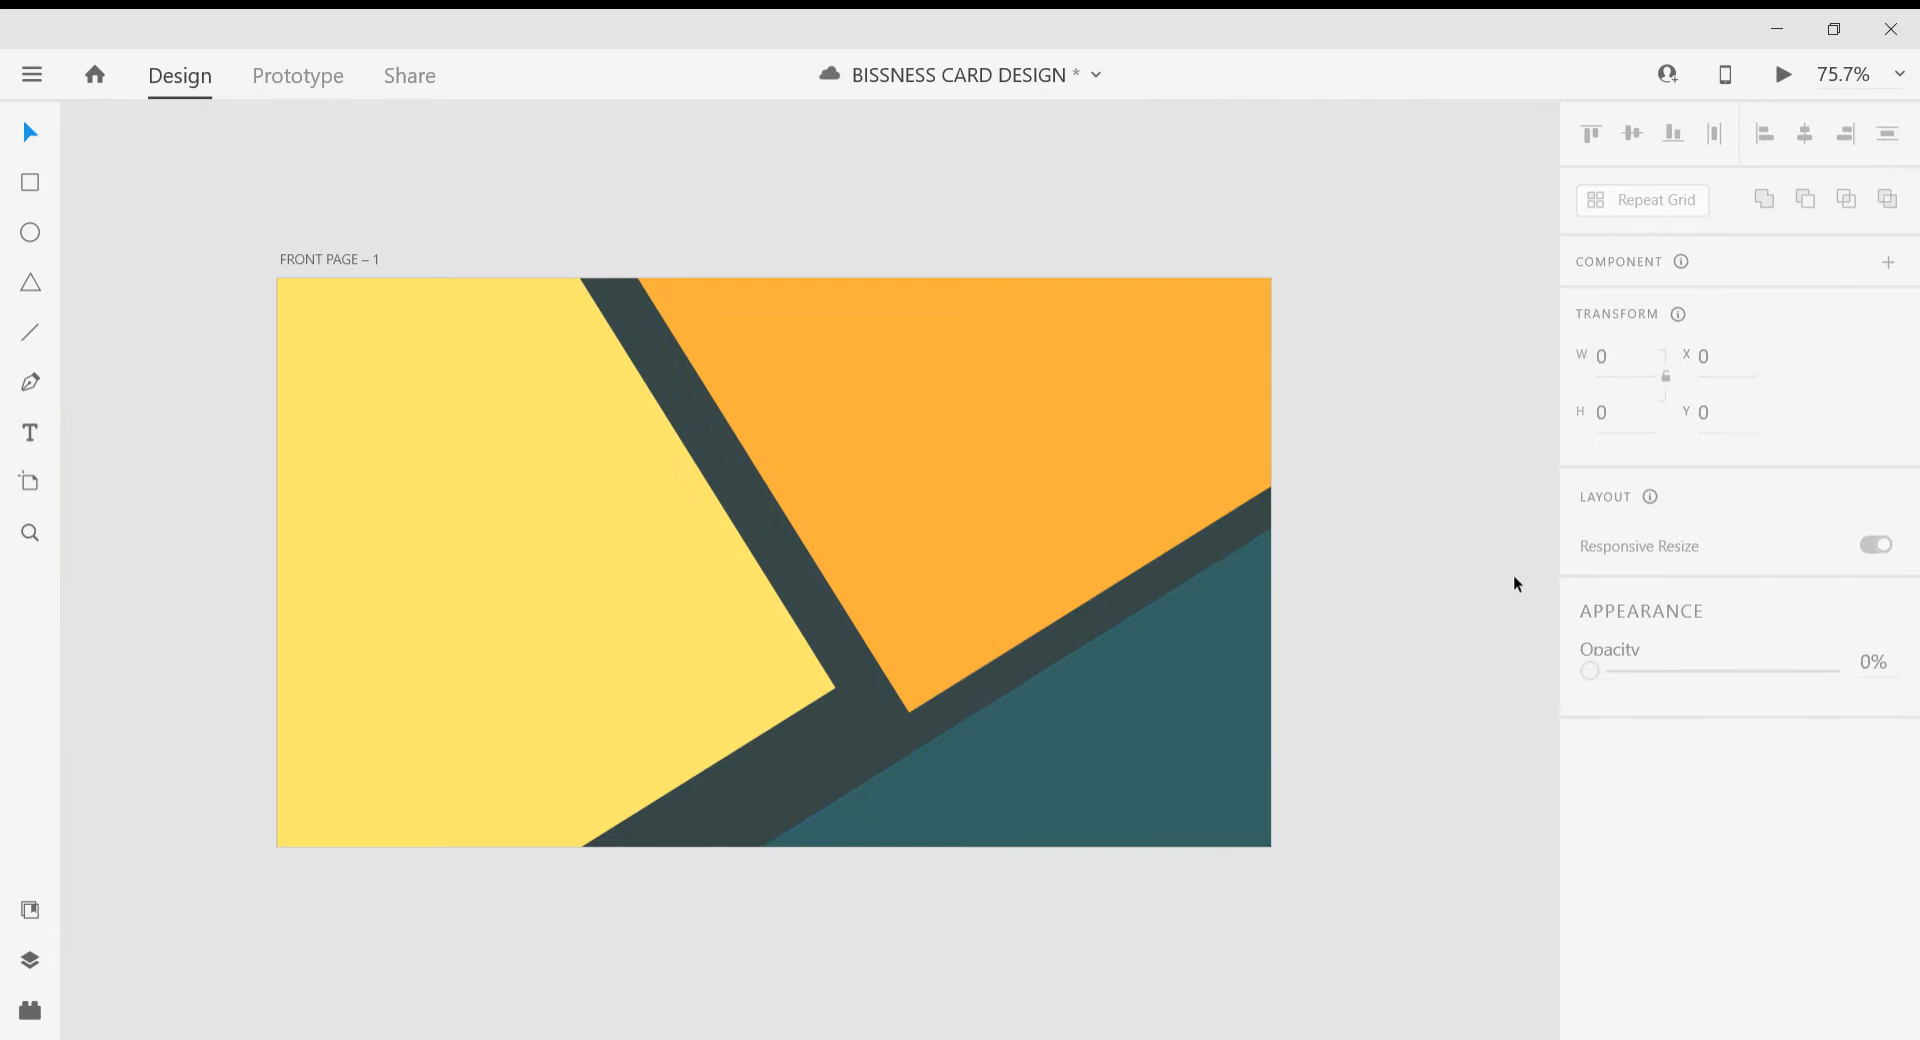 Design Prototype Share BISSNESS CARD DESIGN * 75.7%
Repeat Grid
FRONT PAGE – 1
COMPONENT
TRANSFORM
W 0 X 0
H 0 Y 0
LAYOUT
Responsive Resize
APPEARANCE
Opacity
0%